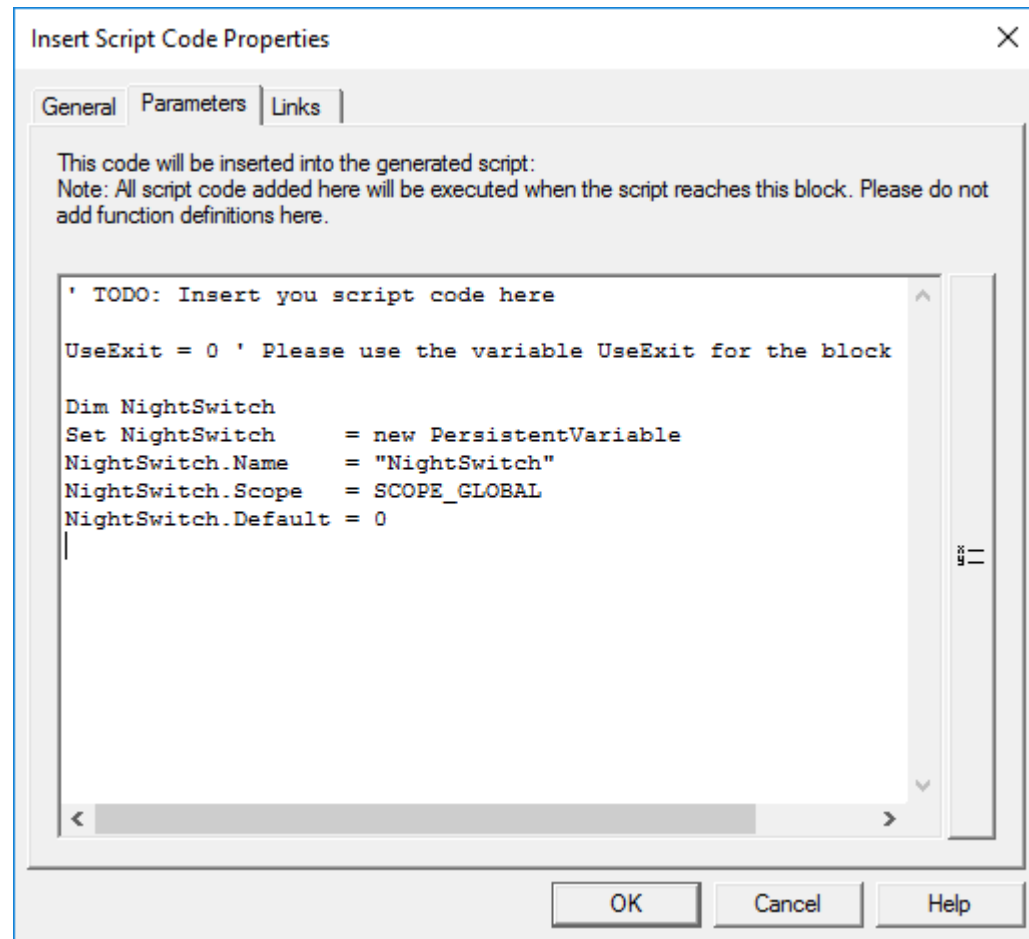 Insert Script Code Properties
General Parameters Links
This code will be inserted into the generated script:
Note: All script code added here will be executed when the script reaches this block. Please do not
add function definitions here.
' TODO: Insert you script code here
UseExit = 0 ' Please use the variable UseExit for the block
Dim NightSwitch
Set NightSwitch     = new PersistentVariable
NightSwitch.Name    = "NightSwitch"
NightSwitch.Scope   = SCOPE_GLOBAL
NightSwitch.Default = 0
x
y
OK Cancel Help